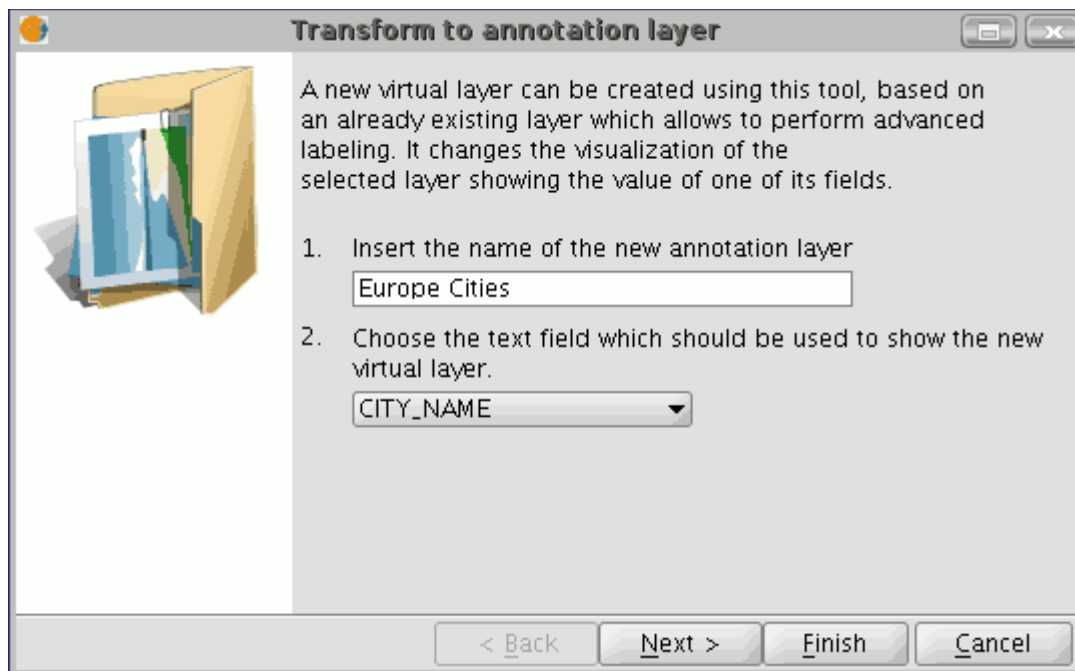 Transform to annotation layer
A new virtual layer can be created using this tool, based on
an already existing layer which allows to perform advanced
labeling. It changes the visualization of the
selected layer showing the value of one of its fields.
1. Insert the name of the new annotation layer
Europe Cities
2. Choose the text field which should be used to show the new
virtual layer.
CITY_NAME
< Back Next > Finish Cancel